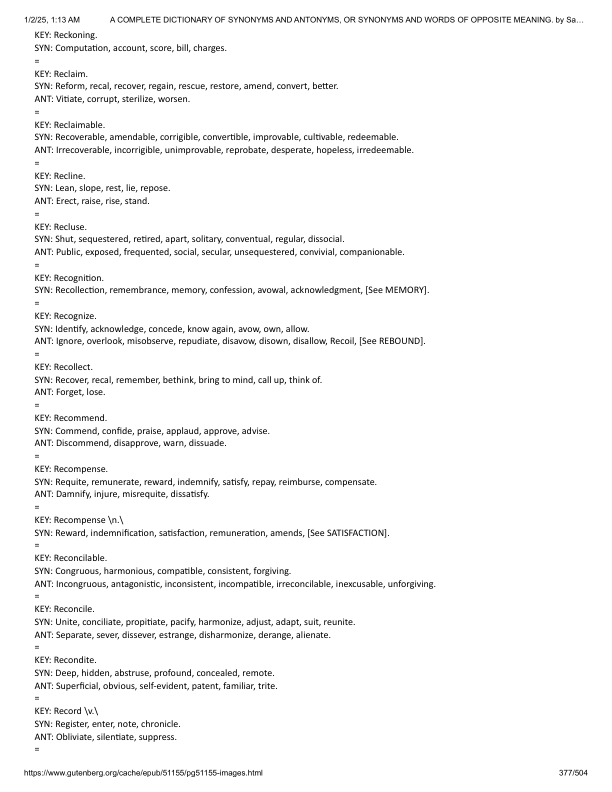 1/2/25, 1:13 AM A COMPLETE DICTIONARY OF SYNONYMS AND ANTONYMS, OR SYNONYMS AND WORDS OF OPPOSITE MEANING. by Sa…
KEY: Reckoning.
SYN: Computation, account, score, bill, charges.
=
KEY: Reclaim.
SYN: Reform, recal, recover, regain, rescue, restore, amend, convert, better.
ANT: Vitiate, corrupt, sterilize, worsen.
=
KEY: Reclaimable.
SYN: Recoverable, amendable, corrigible, convertible, improvable, cultivable, redeemable.
ANT: Irrecoverable, incorrigible, unimprovable, reprobate, desperate, hopeless, irredeemable.
=
KEY: Recline.
SYN: Lean, slope, rest, lie, repose.
ANT: Erect, raise, rise, stand.
=
KEY: Recluse.
SYN: Shut, sequestered, retired, apart, solitary, conventual, regular, dissocial.
ANT: Public, exposed, frequented, social, secular, unsequestered, convivial, companionable.
=
KEY: Recognition.
SYN: Recollection, remembrance, memory, confession, avowal, acknowledgment, [See MEMORY].
=
KEY: Recognize.
SYN: Identify, acknowledge, concede, know again, avow, own, allow.
ANT: Ignore, overlook, misobserve, repudiate, disavow, disown, disallow, Recoil, [See REBOUND].
=
KEY: Recollect.
SYN: Recover, recal, remember, bethink, bring to mind, call up, think of.
ANT: Forget, lose.
=
KEY: Recommend.
SYN: Commend, confide, praise, applaud, approve, advise.
ANT: Discommend, disapprove, warn, dissuade.
=
KEY: Recompense.
SYN: Requite, remunerate, reward, indemnify, satisfy, repay, reimburse, compensate.
ANT: Damnify, injure, misrequite, dissatisfy.
=
KEY: Recompense \n.\
SYN: Reward, indemnification, satisfaction, remuneration, amends, [See SATISFACTION].
=
KEY: Reconcilable.
SYN: Congruous, harmonious, compatible, consistent, forgiving.
ANT: Incongruous, antagonistic, inconsistent, incompatible, irreconcilable, inexcusable, unforgiving.
=
KEY: Reconcile.
SYN: Unite, conciliate, propitiate, pacify, harmonize, adjust, adapt, suit, reunite.
ANT: Separate, sever, dissever, estrange, disharmonize, derange, alienate.
=
KEY: Recondite.
SYN: Deep, hidden, abstruse, profound, concealed, remote.
ANT: Superficial, obvious, self-evident, patent, familiar, trite.
=
KEY: Record \v.\
SYN: Register, enter, note, chronicle.
ANT: Obliviate, silentiate, suppress.
=
https://www.gutenberg.org/cache/epub/51155/pg51155-images.html 377/504